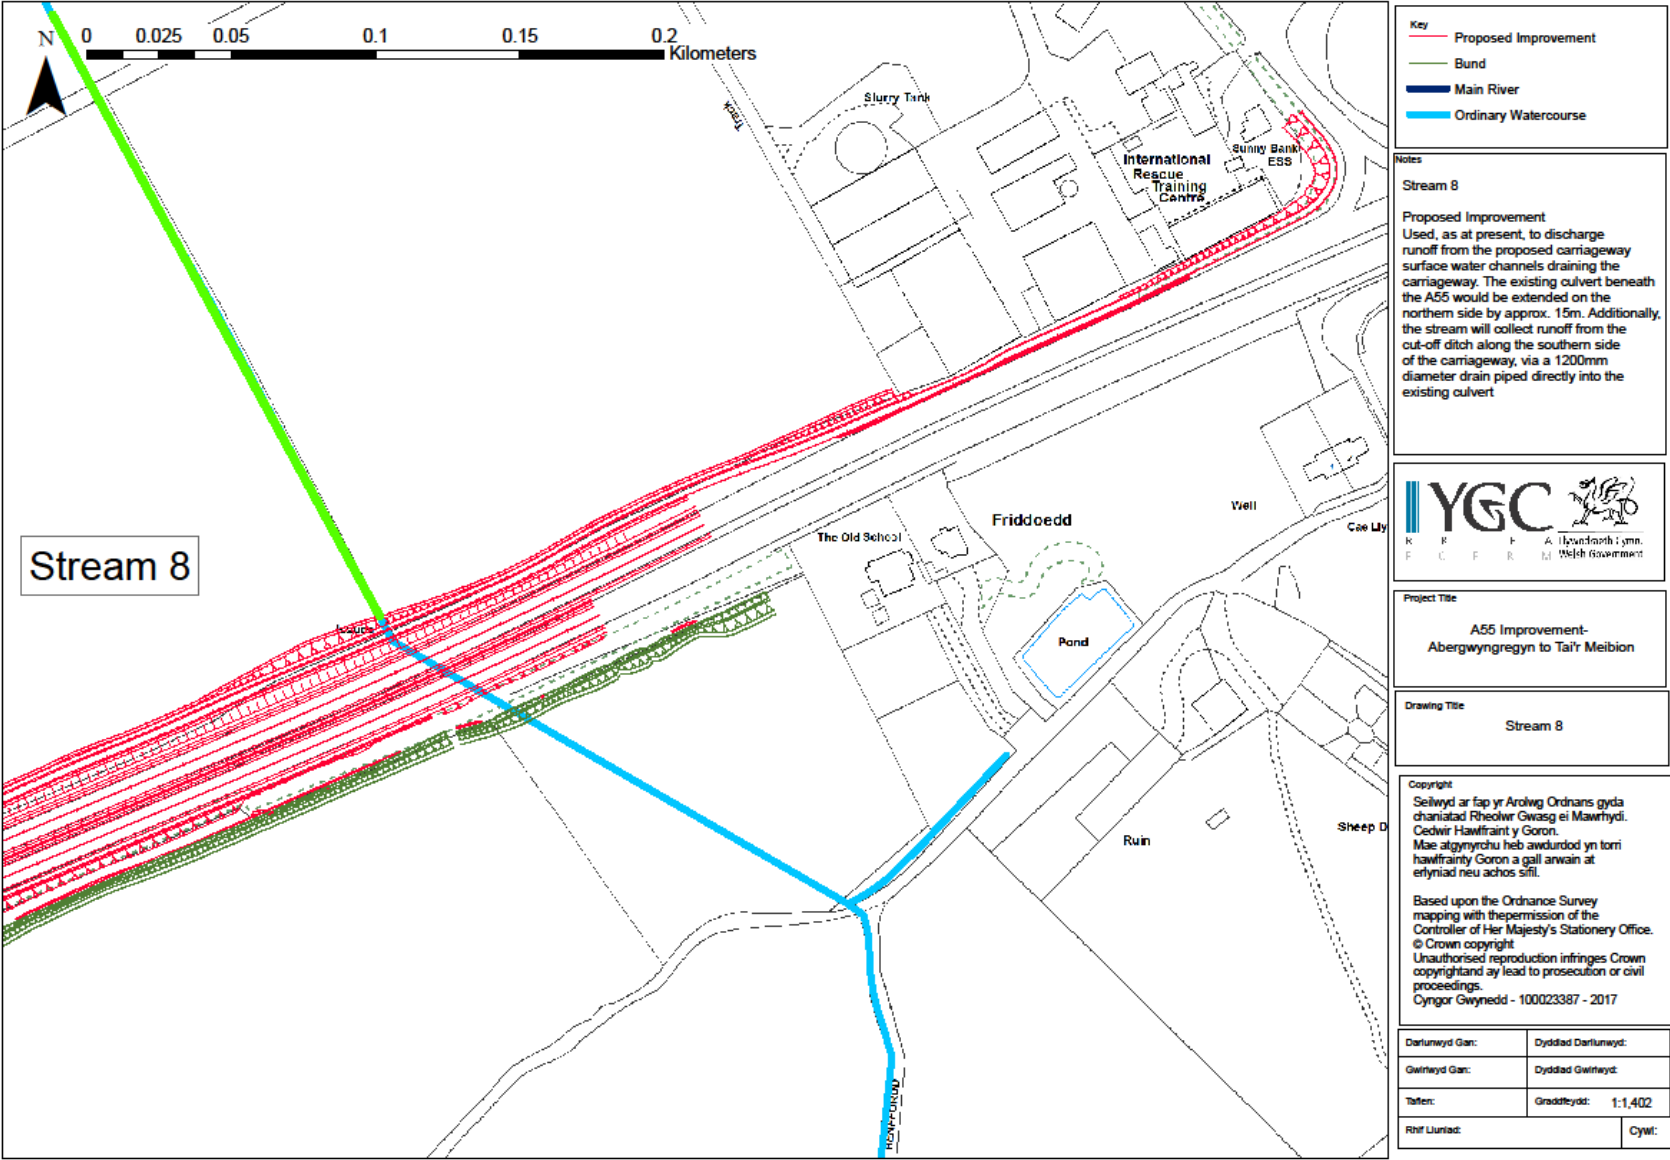 N
0 0.025 0.05 0.1 0.15 0.2
Kilometers
Track
Slurry Tank
International
Rescue
Training
Centre
Sunny Bank
ESS
Stream 8
Issues
The Old School
Friddoedd
Well
Cae Lly
Pond
Ruin
Sheep D
HENFFORDD
Key
Proposed Improvement
Bund
Main River
Ordinary Watercourse
Notes
Stream 8
Proposed Improvement
Used, as at present, to discharge
runoff from the proposed carriageway
surface water channels draining the
carriageway. The existing culvert beneath
the A55 would be extended on the
northern side by approx. 15m. Additionally,
the stream will collect runoff from the
cut-off ditch along the southern side
of the carriageway, via a 1200mm
diameter drain piped directly into the
existing culvert
YGC
Llywodraeth Cymru
Welsh Government
Project Title
A55 Improvement-
Abergwyngregyn to Tai'r Meibion
Drawing Title
Stream 8
Copyright
Seilwyd ar fap yr Arolwg Ordnans gyda
chaniatad Rheolwr Gwasg ei Mawrhydi.
Cedwir Hawlfraint y Goron.
Mae atgynyrchu heb awdurdod yn torri
hawlfrainty Goron a gall arwain at
erlyniad neu achos sifil.
Based upon the Ordnance Survey
mapping with thepermission of the
Controller of Her Majesty's Stationery Office.
© Crown copyright
Unauthorised reproduction infringes Crown
copyrightand ay lead to prosecution or civil
proceedings.
Cyngor Gwynedd - 100023387 - 2017
Darlunwyd Gan: Dyddiad Darllunwyd:
Gwiriwyd Gan: Dyddiad Gwiriwyd:
Taflen: Graddfeydd: 1:1,402
Rhif Lluniad: Cywi: